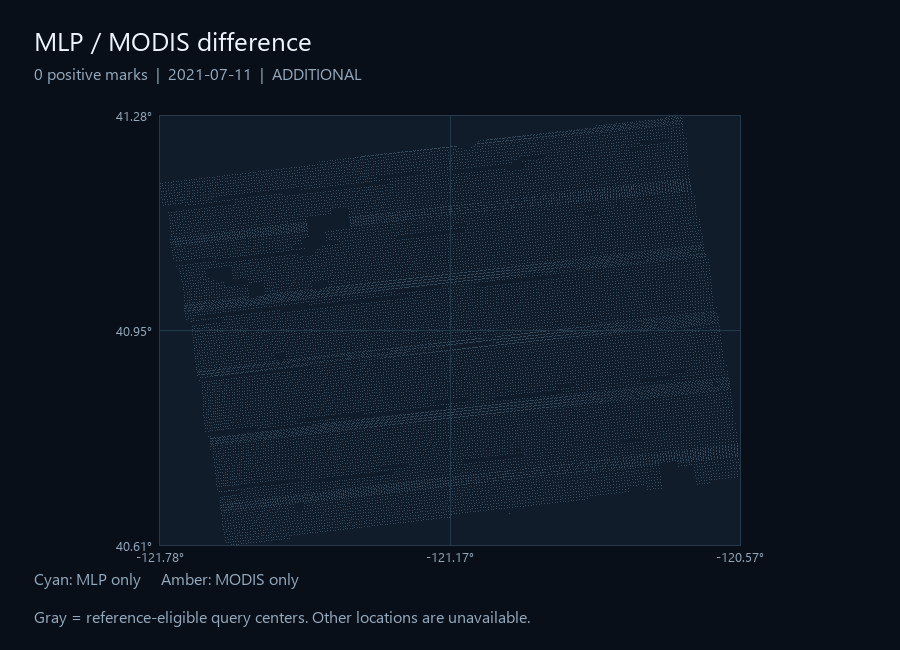 MLP / MODIS difference
0 positive marks | 2021-07-11 | ADDITIONAL
41.28°
40.95°
40.61°
-121.78° -121.17° -120.57°
Cyan: MLP only Amber: MODIS only
Gray = reference-eligible query centers. Other locations are unavailable.